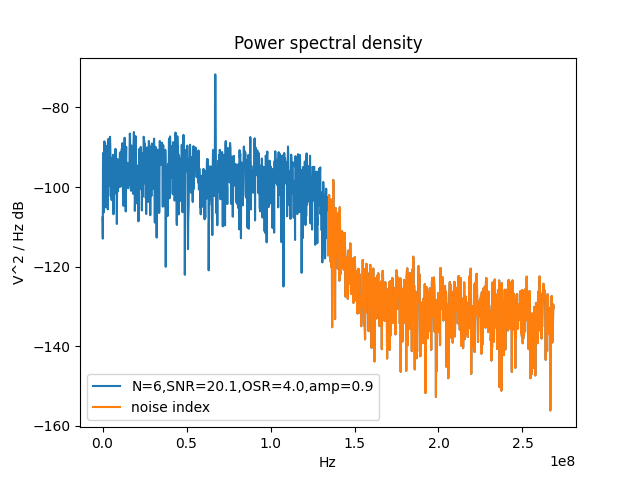 Power spectral density
V^2 / Hz dB
−80
−100
−120
−140
−160
N=6,SNR=20.1,OSR=4.0,amp=0.9
noise index
0.0
0.5
1.0
1.5
2.0
2.5
1e8
Hz